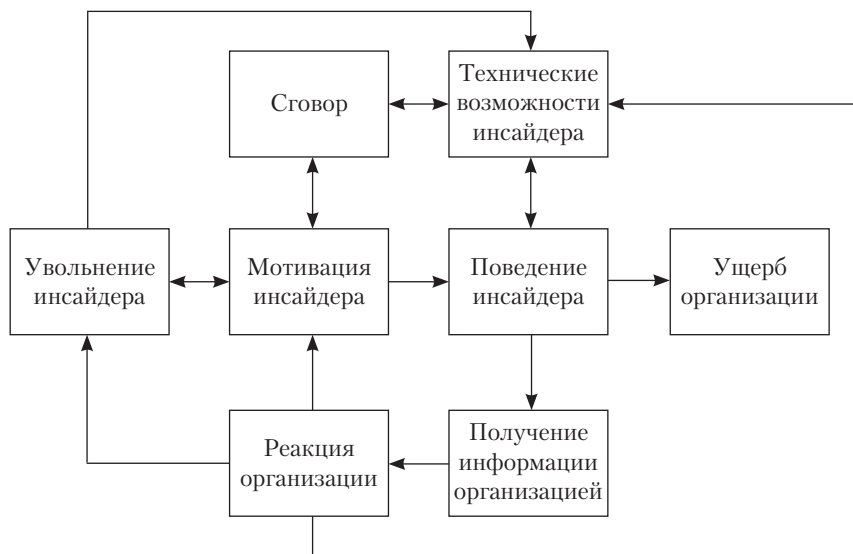 Сговор
Технические
возможности
инсайдера
Увольнение
инсайдера
Мотивация
инсайдера
Поведение
инсайдера
Ущерб
организации
Реакция
организации
Получение
информации
организацией